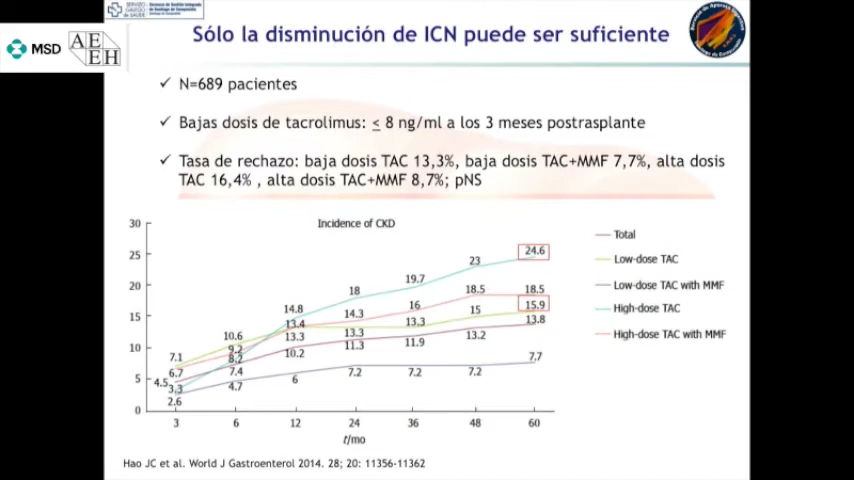 SERVIZO
GALEGO
de SAÚDE
MSD
AEEH
Sólo la disminución de ICN puede ser suficiente
✓ N=689 pacientes
✓ Bajas dosis de tacrolimus: ≤ 8 ng/ml a los 3 meses postrasplante
✓ Tasa de rechazo: baja dosis TAC 13,3%, baja dosis TAC+MMF 7,7%, alta dosis
TAC 16,4% , alta dosis TAC+MMF 8,7%; pNS
Incidence of CKD
30
25
20
15
10
5
0
7.1
6.7
4.5
3.3
2.6
10.6
9.2
8.2
7.4
4.7
14.8
13.4
13.3
10.2
6
18
14.3
13.3
11.3
7.2
19.7
16
13.3
11.9
7.2
23
18.5
15
13.2
7.2
24.6
18.5
15.9
13.8
7.7
3 6 12 24 36 48 60
t/mo
Total
Low-dose TAC
Low-dose TAC with MMF
High-dose TAC
High-dose TAC with MMF
Hao JC et al. World J Gastroenterol 2014. 28; 20: 11356-11362